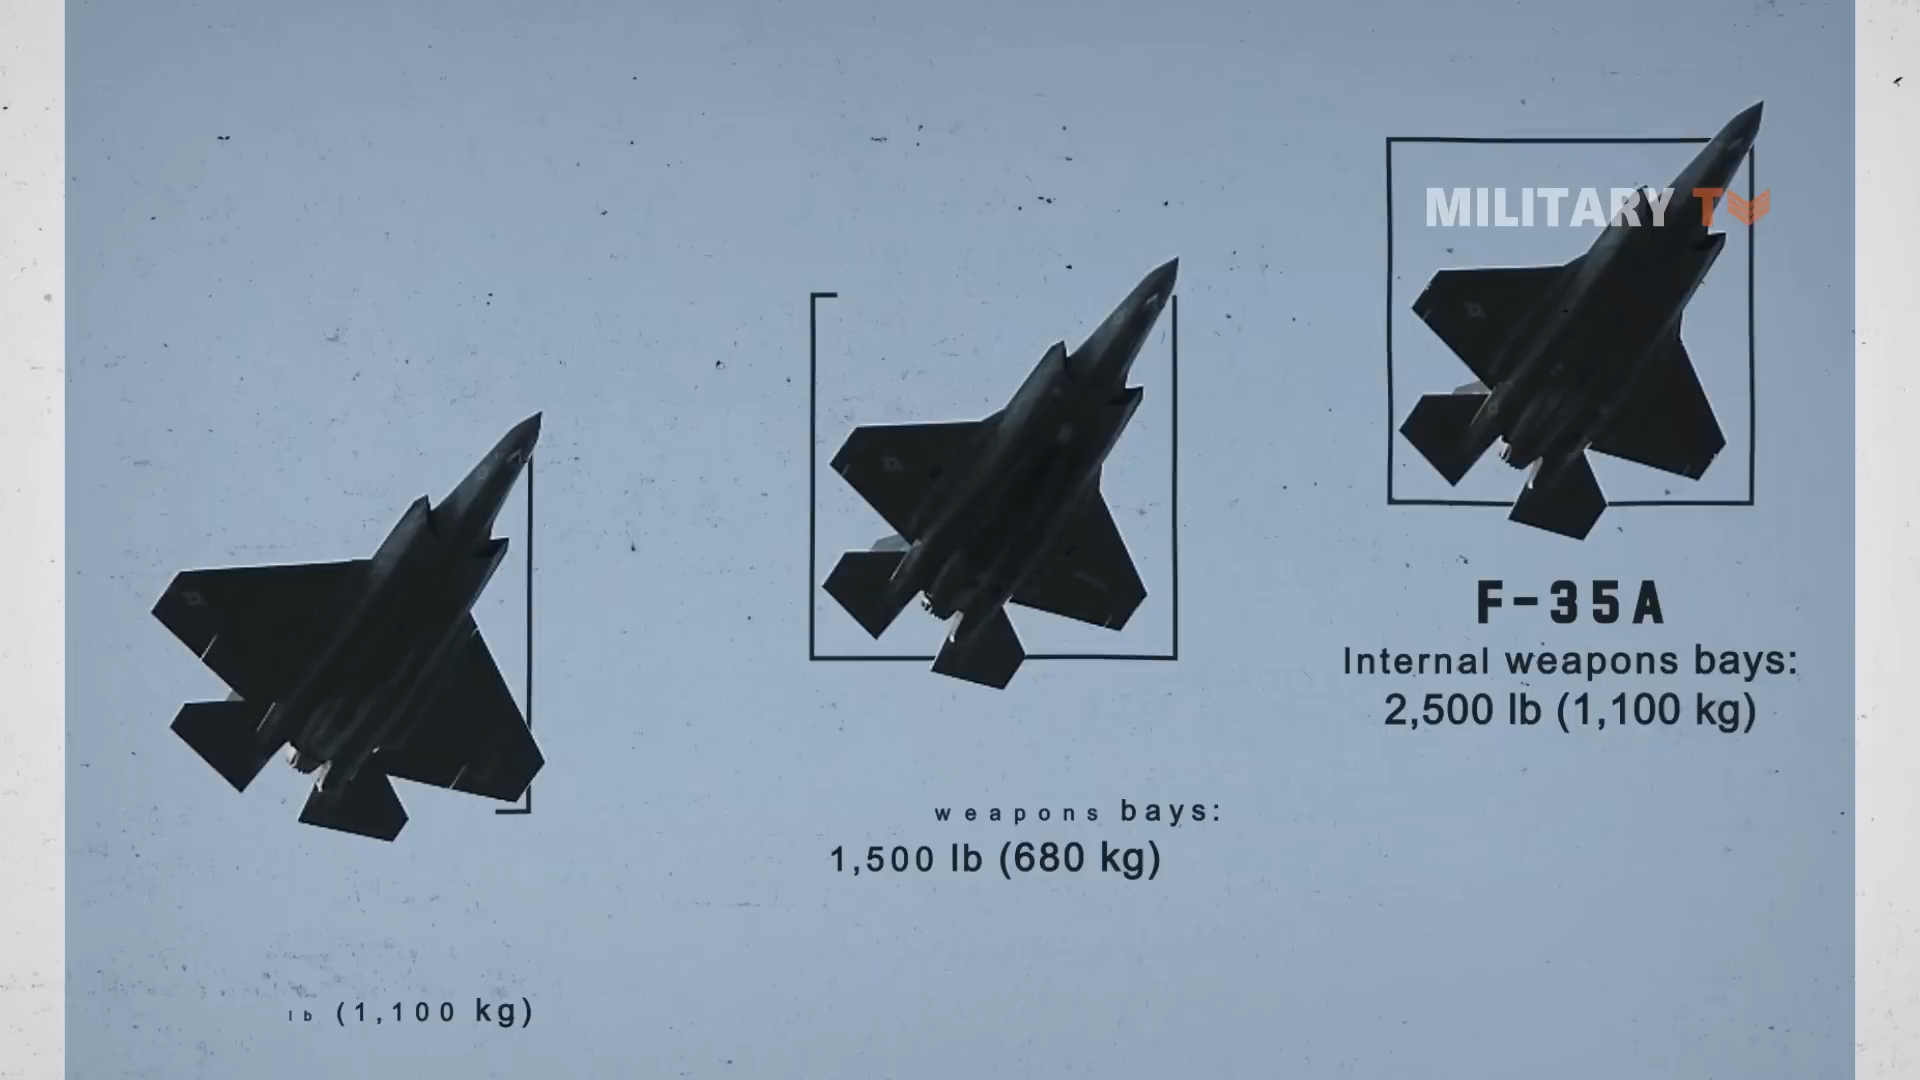 MILITARY TV
F-35A
Internal weapons bays:
2,500 lb (1,100 kg)
weapons bays:
1,500 lb (680 kg)
lb (1,100 kg)